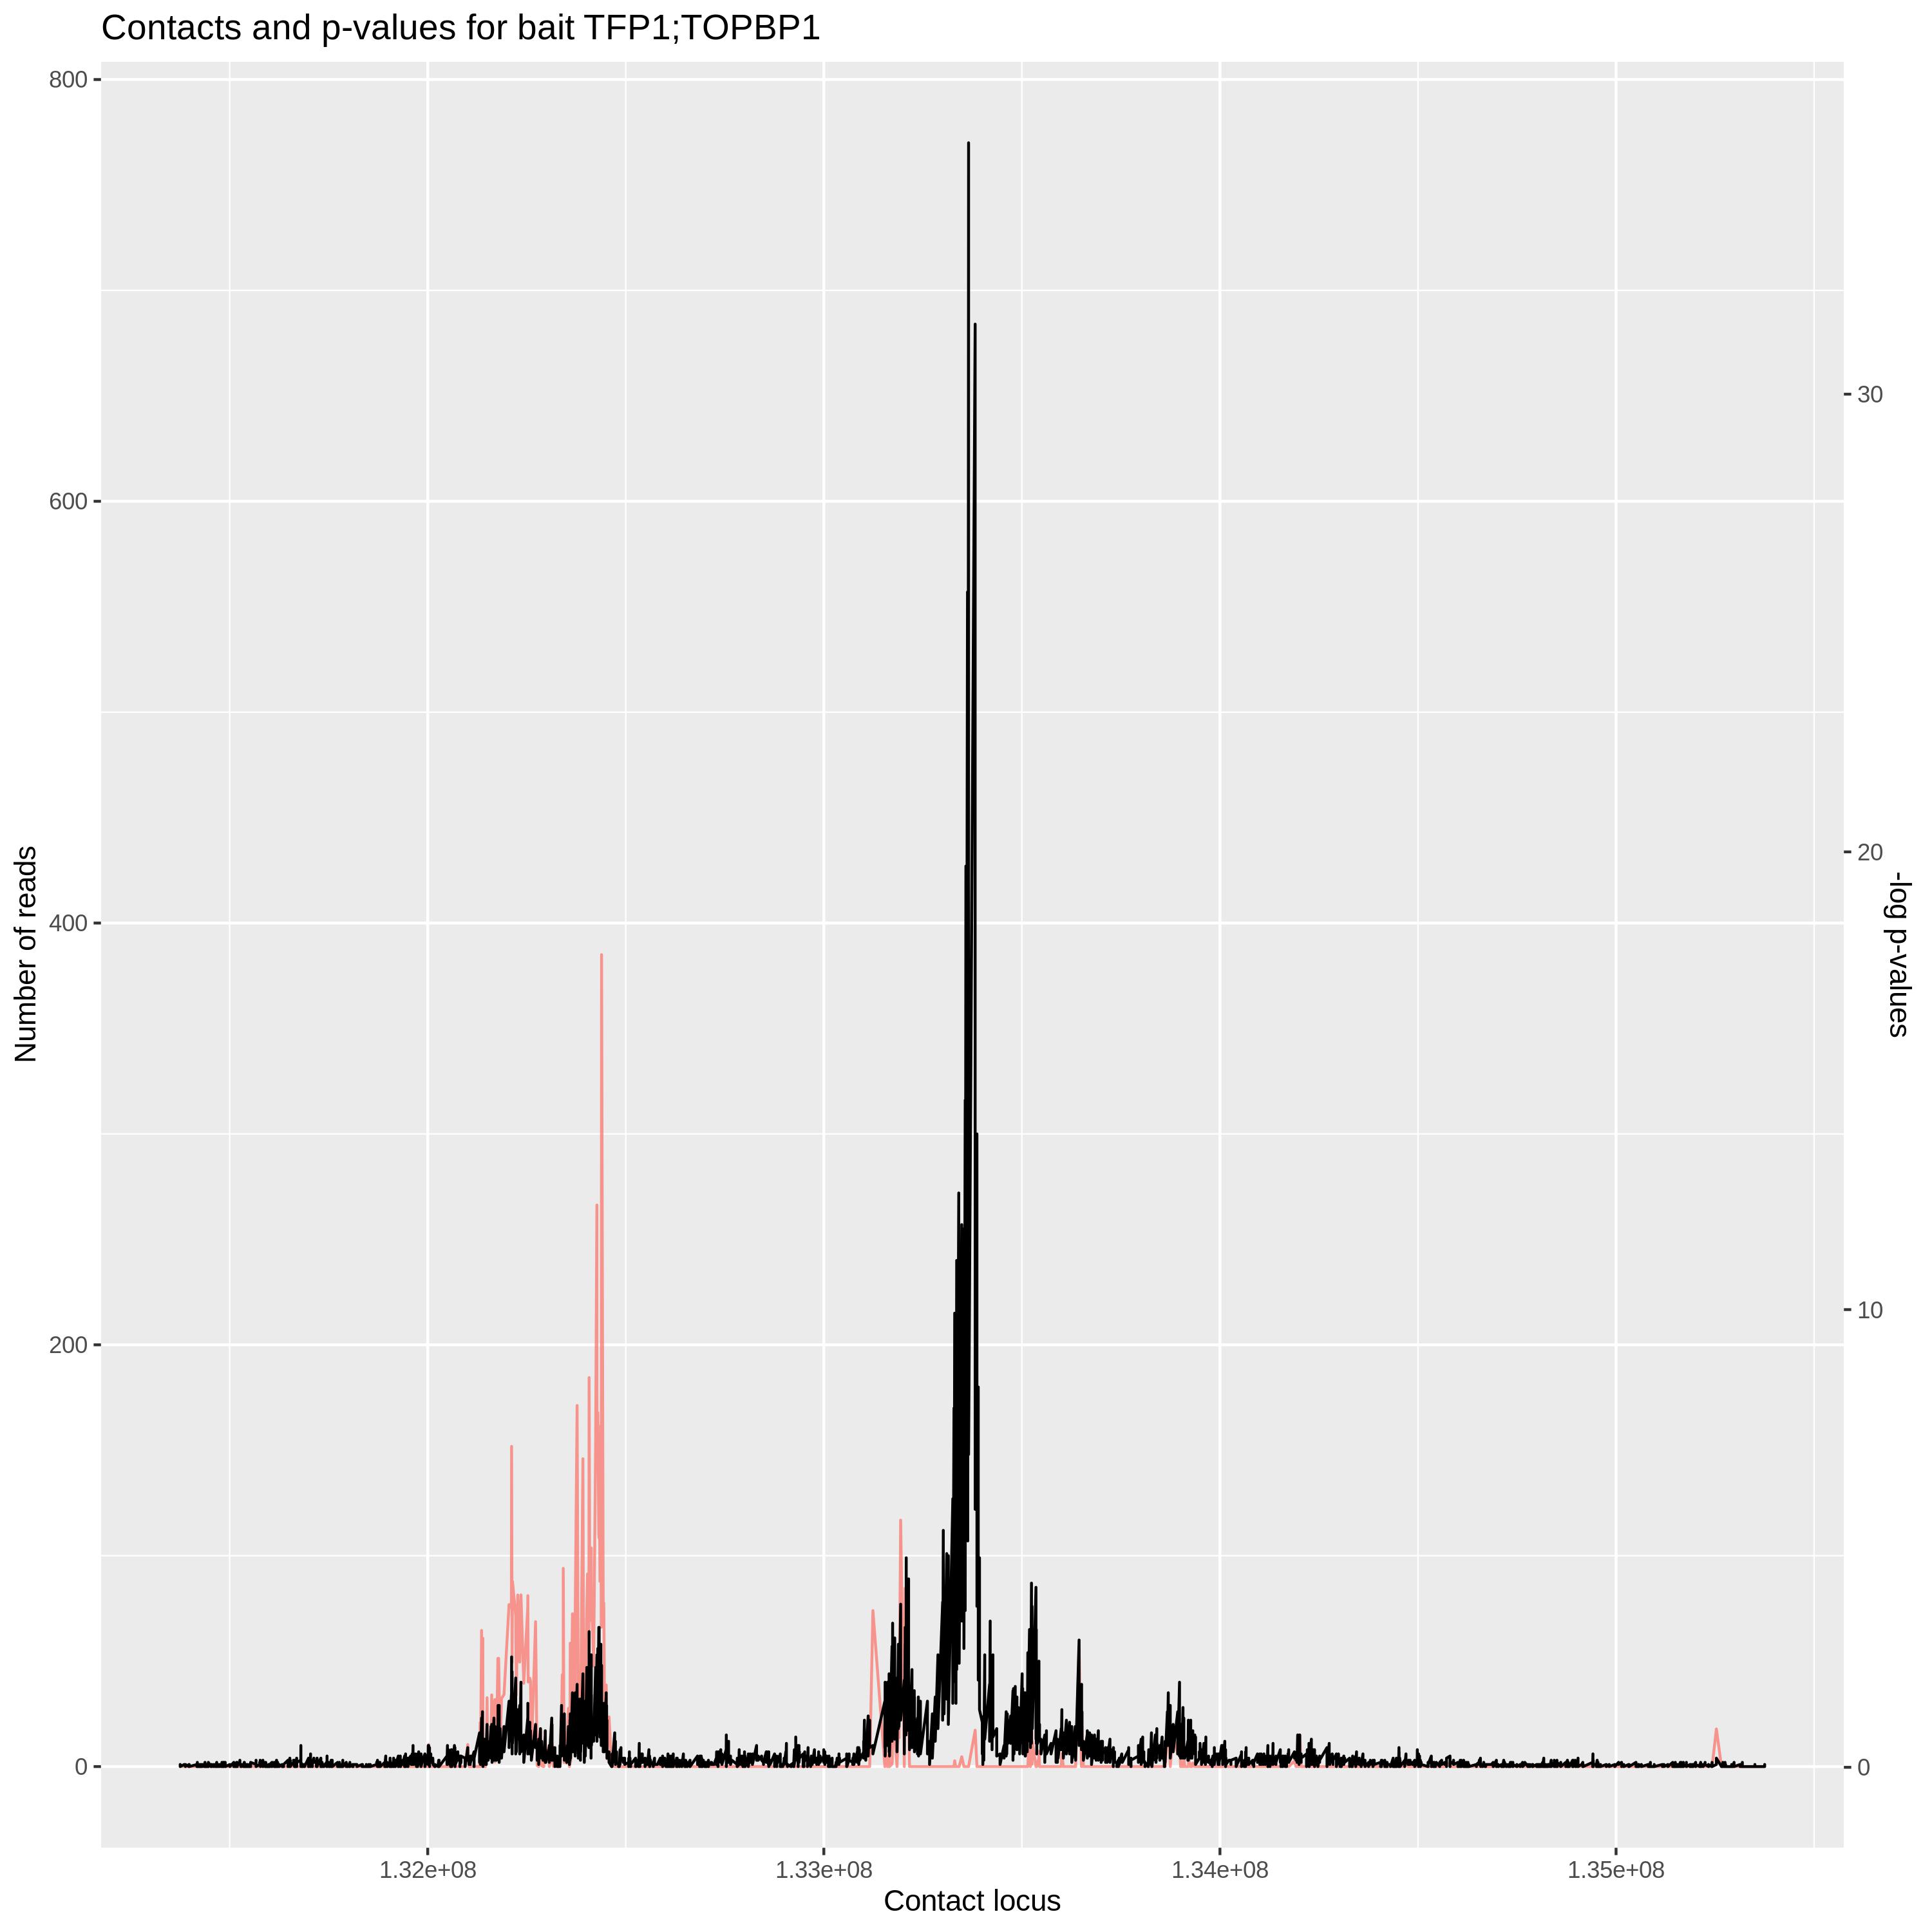 Contacts and p-values for bait TFP1;TOPBP1
800
600
400
200
0
Number of reads
30
20
10
0
-log p-values
1.32e+08
1.33e+08
1.34e+08
1.35e+08
Contact locus